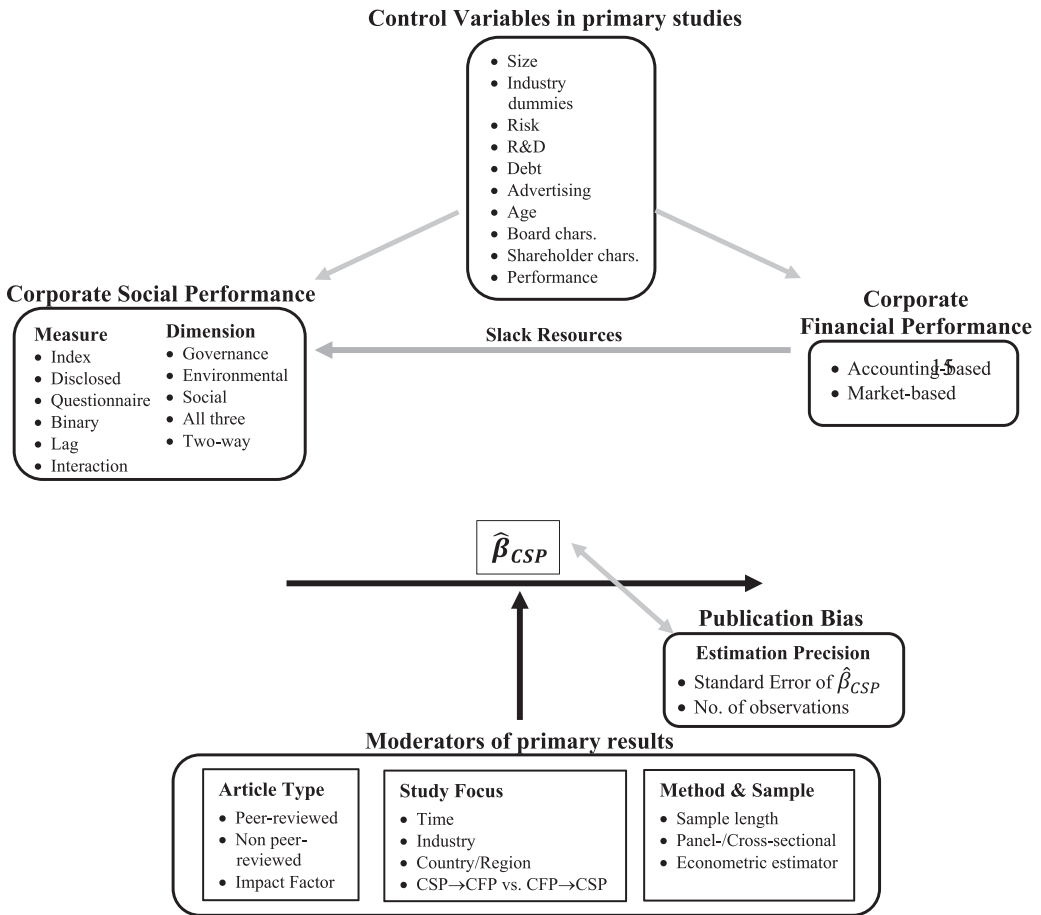 Control Variables in primary studies
• Size
• Industry
dummies
• Risk
• R&D
• Debt
• Advertising
• Age
• Board chars.
• Shareholder chars.
• Performance
Corporate Social Performance
Measure
• Index
• Disclosed
• Questionnaire
• Binary
• Lag
• Interaction
Dimension
• Governance
• Environmental
• Social
• All three
• Two-way
Slack Resources
Corporate
Financial Performance
• Accounting-based
• Market-based
β̂CSP
Publication Bias
Estimation Precision
• Standard Error of β̂CSP
• No. of observations
Moderators of primary results
Article Type
• Peer-reviewed
• Non peer-
reviewed
• Impact Factor
Study Focus
• Time
• Industry
• Country/Region
• CSP→CFP vs. CFP→CSP
Method & Sample
• Sample length
• Panel-/Cross-sectional
• Econometric estimator